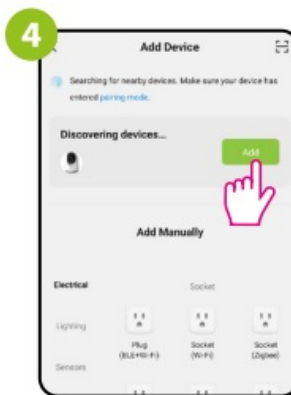 4
Add Device
Searching for nearby devices. Make sure your device has
entered pairing mode.
Discovering devices...
Add
Add Manually
Electrical
Socket
Lighting
Plug
(BLE+Wi-Fi)
Socket
(Wi-Fi)
Socket
(Zigbee)
Sensors